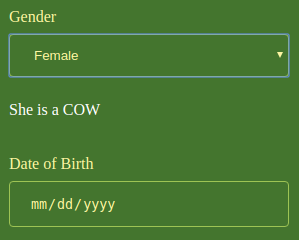 Gender
Female
She is a COW
Date of Birth
mm/dd/yyyy